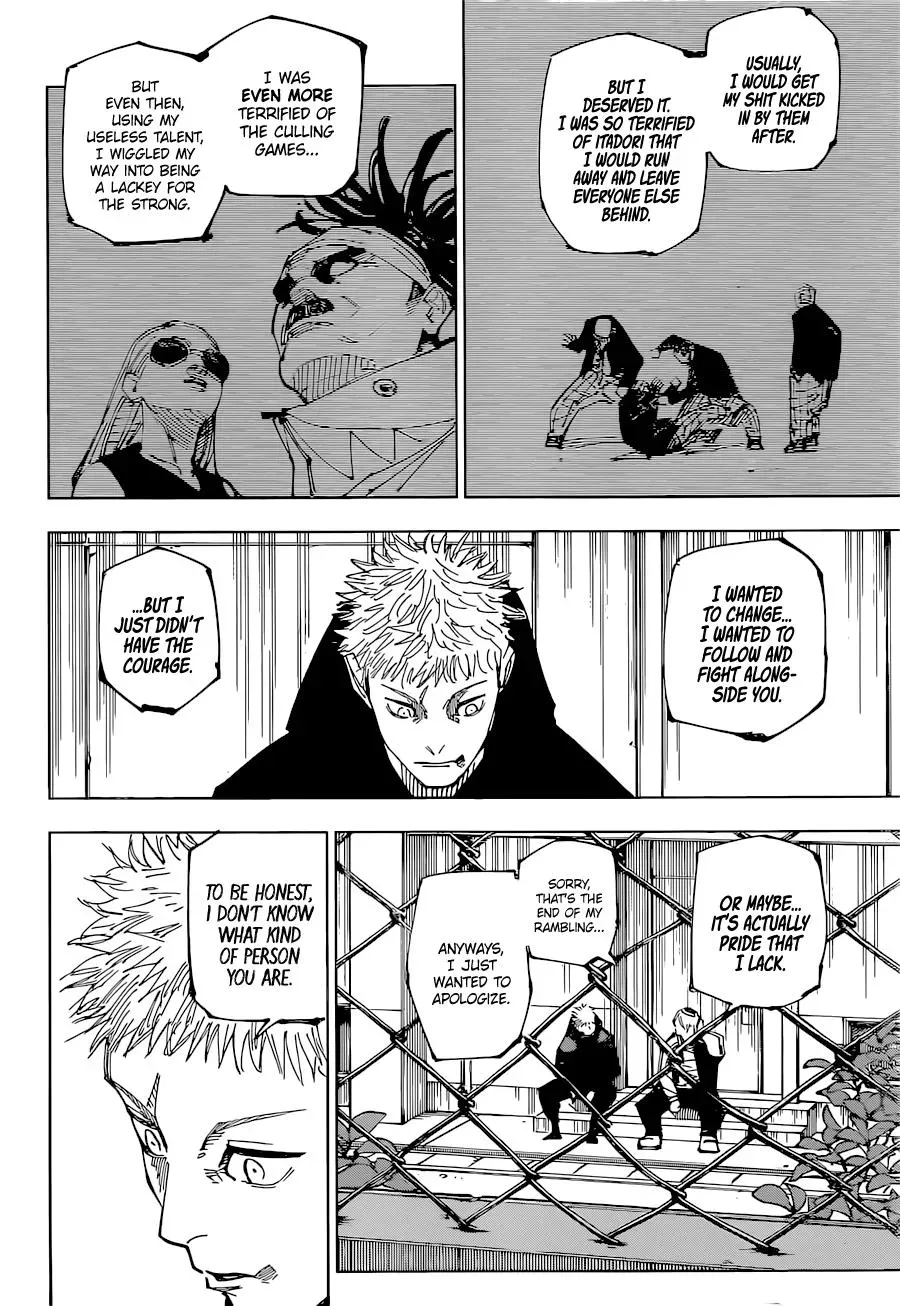 USUALLY,
I WOULD GET
MY SHIT KICKED
IN BY THEM
AFTER.
BUT I
DESERVED IT.
I WAS SO TERRIFIED
OF ITADORI THAT
I WOULD RUN
AWAY AND LEAVE
EVERYONE ELSE
BEHIND.
I WAS
EVEN MORE
TERRIFIED OF
THE CULLING
GAMES...
BUT
EVEN THEN,
USING MY
USELESS TALENT,
I WIGGLED MY
WAY INTO BEING
A LACKEY FOR
THE STRONG.
I WANTED
TO CHANGE...
I WANTED TO
FOLLOW AND
FIGHT ALONG-
SIDE YOU.
...BUT I
JUST DIDN'T
HAVE THE
COURAGE.
OR MAYBE...
IT'S ACTUALLY
PRIDE THAT
I LACK.
SORRY,
THAT'S THE
END OF MY
RAMBLING...
ANYWAYS,
I JUST
WANTED TO
APOLOGIZE.
TO BE HONEST,
I DON'T KNOW
WHAT KIND
OF PERSON
YOU ARE.